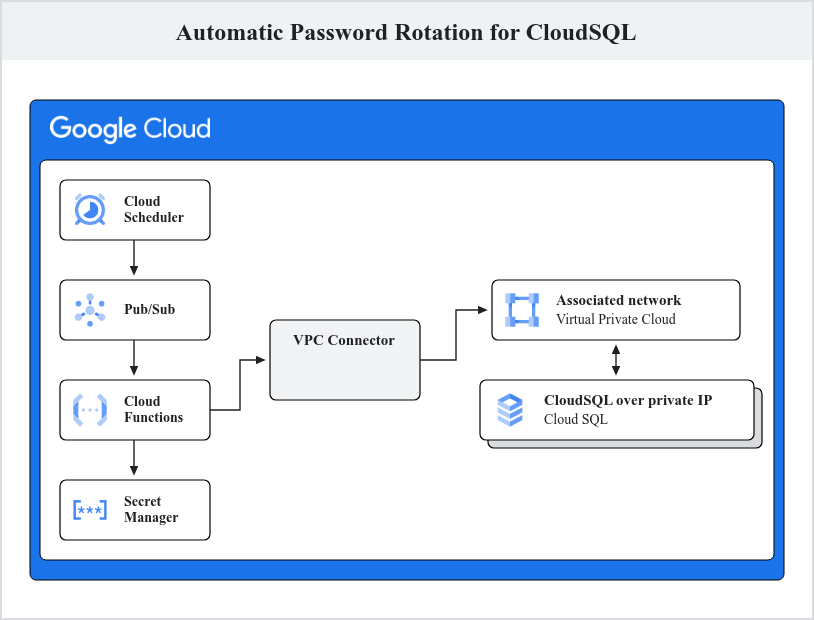 Automatic Password Rotation for CloudSQL
Google Cloud
Cloud
Scheduler
Pub/Sub
Cloud
Functions
Secret
Manager
[***]
VPC Connector
Associated network
Virtual Private Cloud
CloudSQL over private IP
Cloud SQL